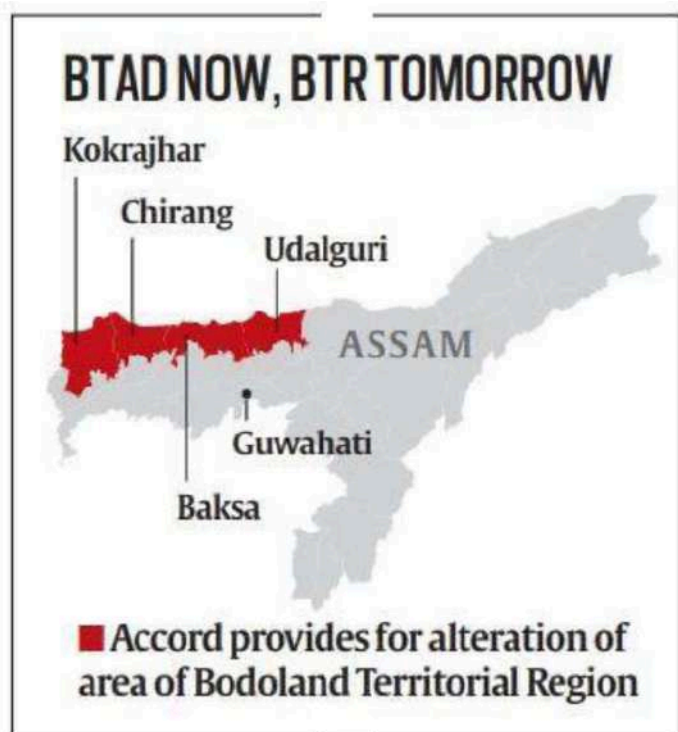 BTAD NOW, BTR TOMORROW
Kokrajhar
Chirang
Udalguri
ASSAM
Guwahati
Baksa
Accord provides for alteration of
area of Bodoland Territorial Region